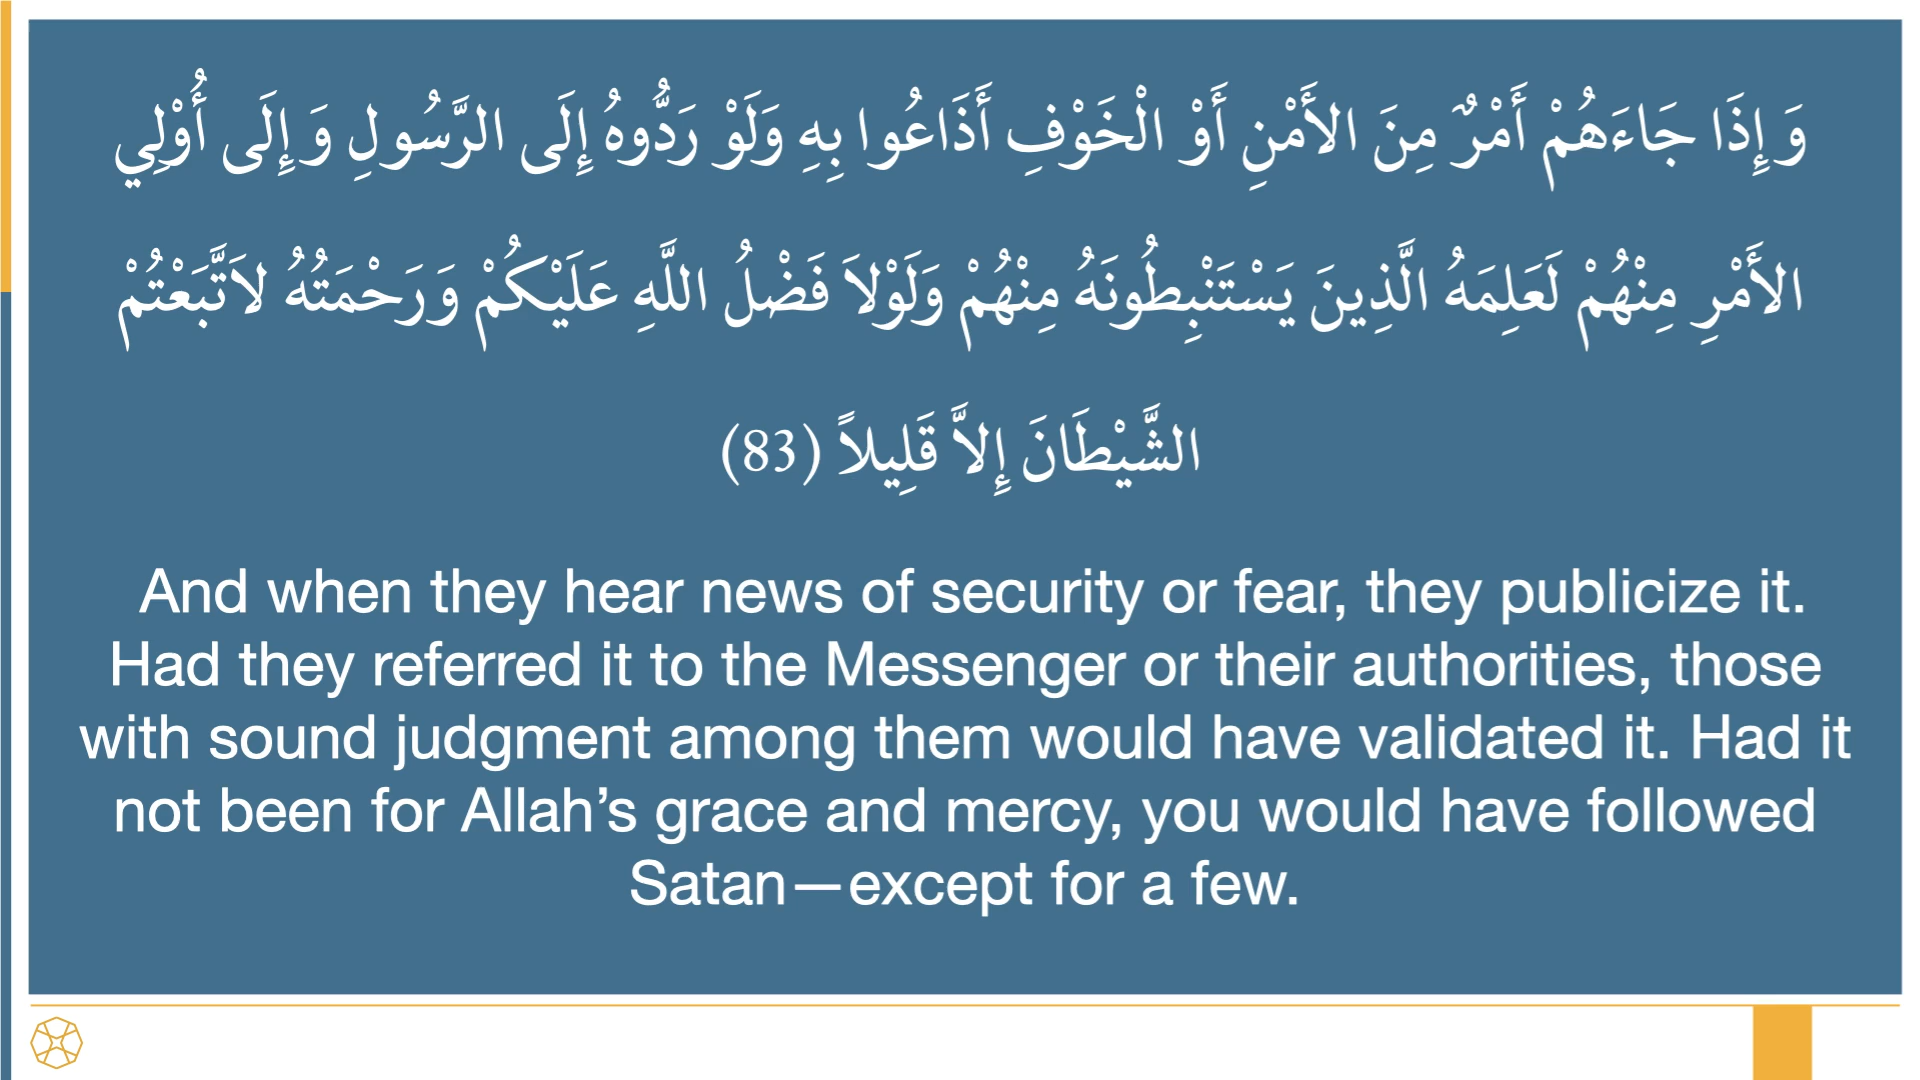 وَ إِذَا جَاءَهُمْ أَمْرٌ مِنَ الأَمْنِ أَوْ الْخَوْفِ أَذَاعُوا بِهِ وَلَوْ رَدُّوهُ إِلَى الرَّسُولِ وَ إِلَى أُوْلِي
الأَمْرِ مِنْهُمْ لَعَلِمَهُ الَّذِينَ يَسْتَنْبِطُونَهُ مِنْهُمْ وَلَوْلاَ فَضْلُ اللَّهِ عَلَيْكُمْ وَرَحْمَتُهُ لاَتَّبَعْتُمْ
الشَّيْطَانَ إِلاَّ قَلِيلاً (83)
And when they hear news of security or fear, they publicize it.
Had they referred it to the Messenger or their authorities, those
with sound judgment among them would have validated it. Had it
not been for Allah’s grace and mercy, you would have followed
Satan—except for a few.